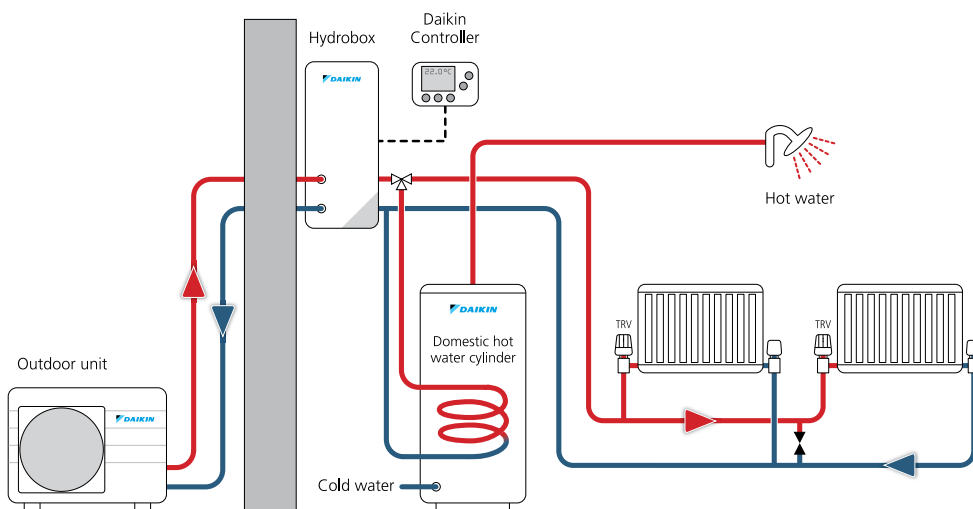 Daikin
Controller
Hydrobox
DAIKIN
22.0°C
Hot water
DAIKIN
Domestic hot
water cylinder
TRV
TRV
Outdoor unit
DAIKIN
Cold water